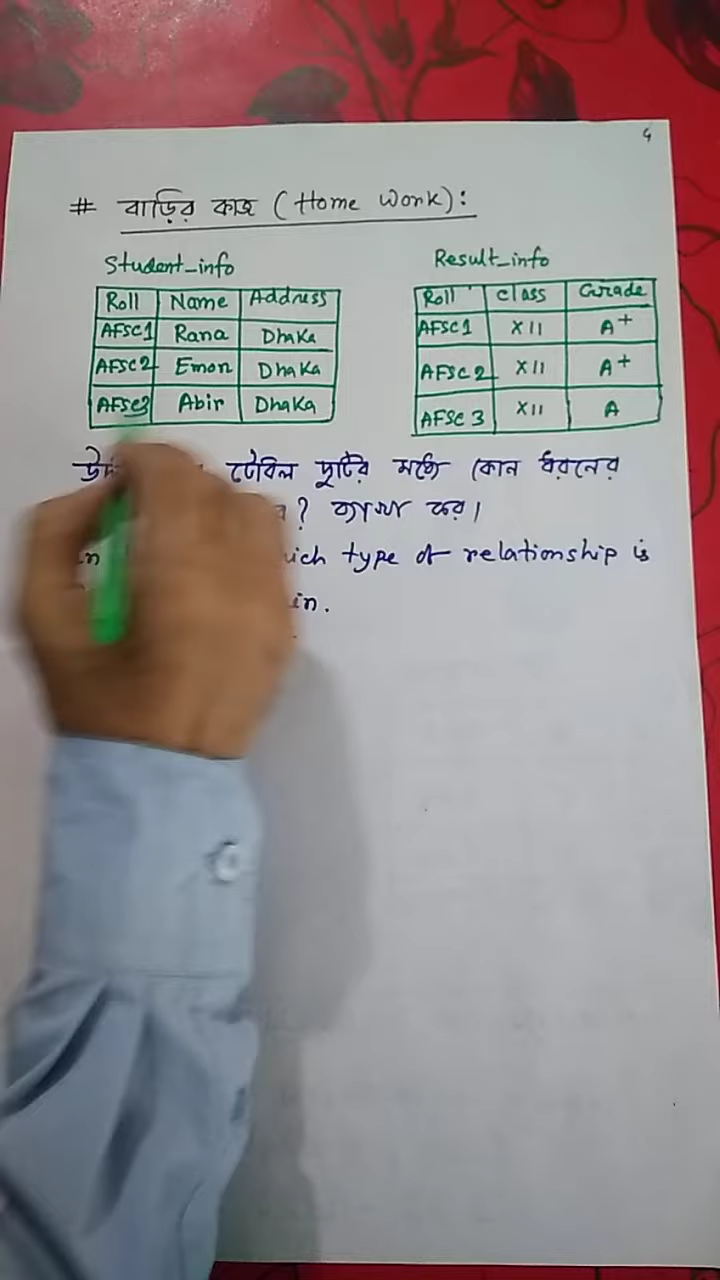 4
# বাড়ির কাজ (Home Work):
Student_info
Roll Name Address
AFSC1 Rana Dhaka
AFSC2 Emon Dhaka
AFSC3 Abir Dhaka
Result_info
Roll class Grade
AFSC1 XII A+
AFSC2 XII A+
AFSC3 XII A
টেবিল দুটির মধ্যে কোন ধরনের
? ব্যাখ্যা কর।
type of relationship is